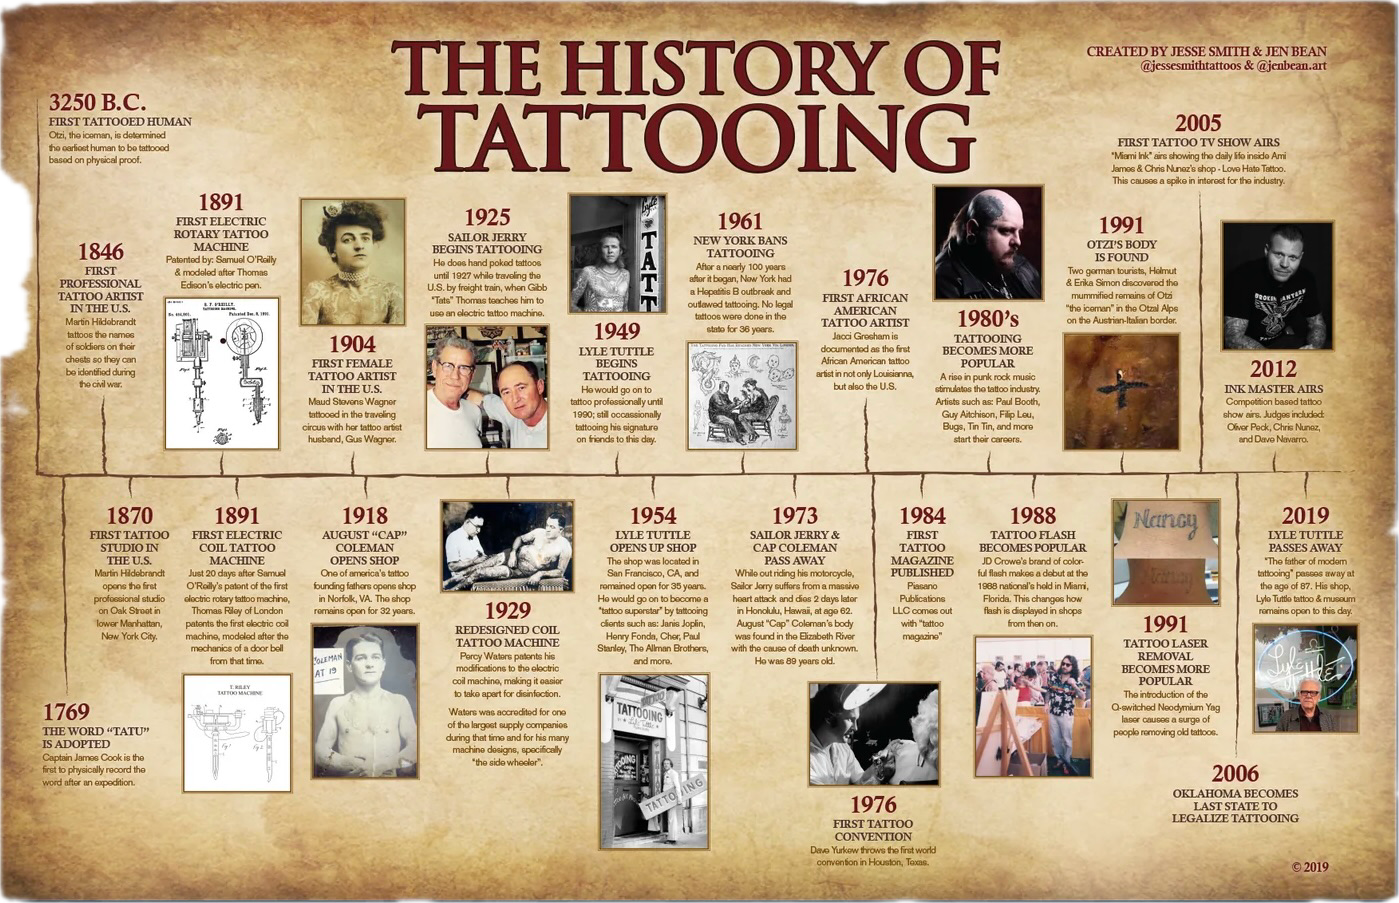 THE HISTORY OF
TATTOOING
CREATED BY JESSE SMITH & JEN BEAN
@jessesmithtattoos & @jenbean.art
3250 B.C.
FIRST TATTOOED HUMAN
Otzi, the iceman, is determined
the earliest human to be tattooed
based on physical proof.
1846
FIRST
PROFESSIONAL
TATTOO ARTIST
IN THE U.S.
Martin Hildebrandt
tattoos the names
of soldiers on their
chests so they can
be identified during
the civil war.
1891
FIRST ELECTRIC
ROTARY TATTOO
MACHINE
Patented by: Samuel O'Reilly
& modeled after Thomas
Edison's electric pen.
S. F. O'REILLY.
TATTOOING MACHINE.
Patented Dec. 8, 1891.
1904
FIRST FEMALE
TATTOO ARTIST
IN THE U.S.
Maud Stevens Wagner
tattooed in the traveling
circus with her tattoo artist
husband, Gus Wagner.
1925
SAILOR JERRY
BEGINS TATTOOING
He does hand poked tattoos
until 1927 while traveling the
U.S. by freight train, when Gibb
"Tats" Thomas teaches him to
use an electric tattoo machine.
Lyle
TATT
1949
LYLE TUTTLE
BEGINS
TATTOOING
He would go on to
tattoo professionally until
1990; still occassionally
tattooing his signature
on friends to this day.
1961
NEW YORK BANS
TATTOOING
After a nearly 100 years
after it began, New York had
a Hepatitis B outbreak and
outlawed tattooing. No legal
tattoos were done in the
state for 36 years.
1976
FIRST AFRICAN
AMERICAN
TATTOO ARTIST
Jacci Gresham is
documented as the first
African American tattoo
artist in not only Louisianna,
but also the U.S.
1980's
TATTOOING
BECOMES MORE
POPULAR
A rise in punk rock music
stimulates the tattoo industry.
Artists such as: Paul Booth,
Guy Aitchison, Filip Leu,
Bugs, Tin Tin, and more
start their careers.
1991
OTZI'S BODY
IS FOUND
Two german tourists, Helmut
& Erika Simon discovered the
mummified remains of Otzi
"the iceman" in the Otzal Alps
on the Austrian-Italian border.
2005
FIRST TATTOO TV SHOW AIRS
"Miami Ink" airs showing the daily life inside Ami
James & Chris Nunez's shop - Love Hate Tattoo.
This causes a spike in interest for the industry.
2012
INK MASTER AIRS
Competition based tattoo
show airs. Judges included:
Oliver Peck, Chris Nunez,
and Dave Navarro.
1769
THE WORD "TATU"
IS ADOPTED
Captain James Cook is the
first to physically record the
word after an expedition.
1870
FIRST TATTOO
STUDIO IN
THE U.S.
Martin Hildebrandt
opens the first
professional studio
on Oak Street in
lower Manhattan,
New York City.
1891
FIRST ELECTRIC
COIL TATTOO
MACHINE
Just 20 days after Samuel
O'Reilly's patent of the first
electric rotary tattoo machine,
Thomas Riley of London
patents the first electric coil
machine, modeled after the
mechanics of a door bell
from that time.
T. RILEY
TATTOO MACHINE
1918
AUGUST "CAP"
COLEMAN
OPENS SHOP
One of america's tattoo
founding fathers opens shop
in Norfolk, VA. The shop
remains open for 32 years.
COLEMAN
AT 19
1929
REDESIGNED COIL
TATTOO MACHINE
Percy Waters patents his
modifications to the electric
coil machine, making it easier
to take apart for disinfection.
Waters was accredited for one
of the largest supply companies
during that time and for his many
machine designs, specifically
"the side wheeler".
1954
LYLE TUTTLE
OPENS UP SHOP
The shop was located in
San Francisco, CA, and
remained open for 35 years.
He would go on to become a
"tattoo superstar" by tattooing
clients such as: Janis Joplin,
Henry Fonda, Cher, Paul
Stanley, The Allman Brothers,
and more.
TATTOOING
TATTOOING
1973
SAILOR JERRY &
CAP COLEMAN
PASS AWAY
While out riding his motorcycle,
Sailor Jerry suffers from a massive
heart attack and dies 2 days later
in Honolulu, Hawaii, at age 62.
August "Cap" Coleman's body
was found in the Elizabeth River
with the cause of death unknown.
He was 89 years old.
1976
FIRST TATTOO
CONVENTION
Dave Yurkew throws the first world
convention in Houston, Texas.
1984
FIRST
TATTOO
MAGAZINE
PUBLISHED
Paisano
Publications
LLC comes out
with "tattoo
magazine"
1988
TATTOO FLASH
BECOMES POPULAR
JD Crowe's brand of color-
ful flash makes a debut at the
1988 national's held in Miami,
Florida. This changes how
flash is displayed in shops
from then on.
Nancy
1991
TATTOO LASER
REMOVAL
BECOMES MORE
POPULAR
The introduction of the
Q-switched Neodymium Yag
laser causes a surge of
people removing old tattoos.
2006
OKLAHOMA BECOMES
LAST STATE TO
LEGALIZE TATTOOING
2019
LYLE TUTTLE
PASSES AWAY
"The father of modern
tattooing" passes away at
the age of 87. His shop,
Lyle Tuttle tattoo & museum
remains open to this day.
© 2019